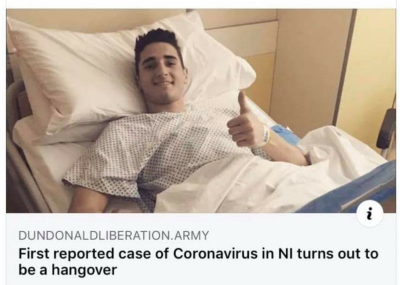 i
DUNDONALDLIBERATION.ARMY
First reported case of Coronavirus in NI turns out to
be a hangover